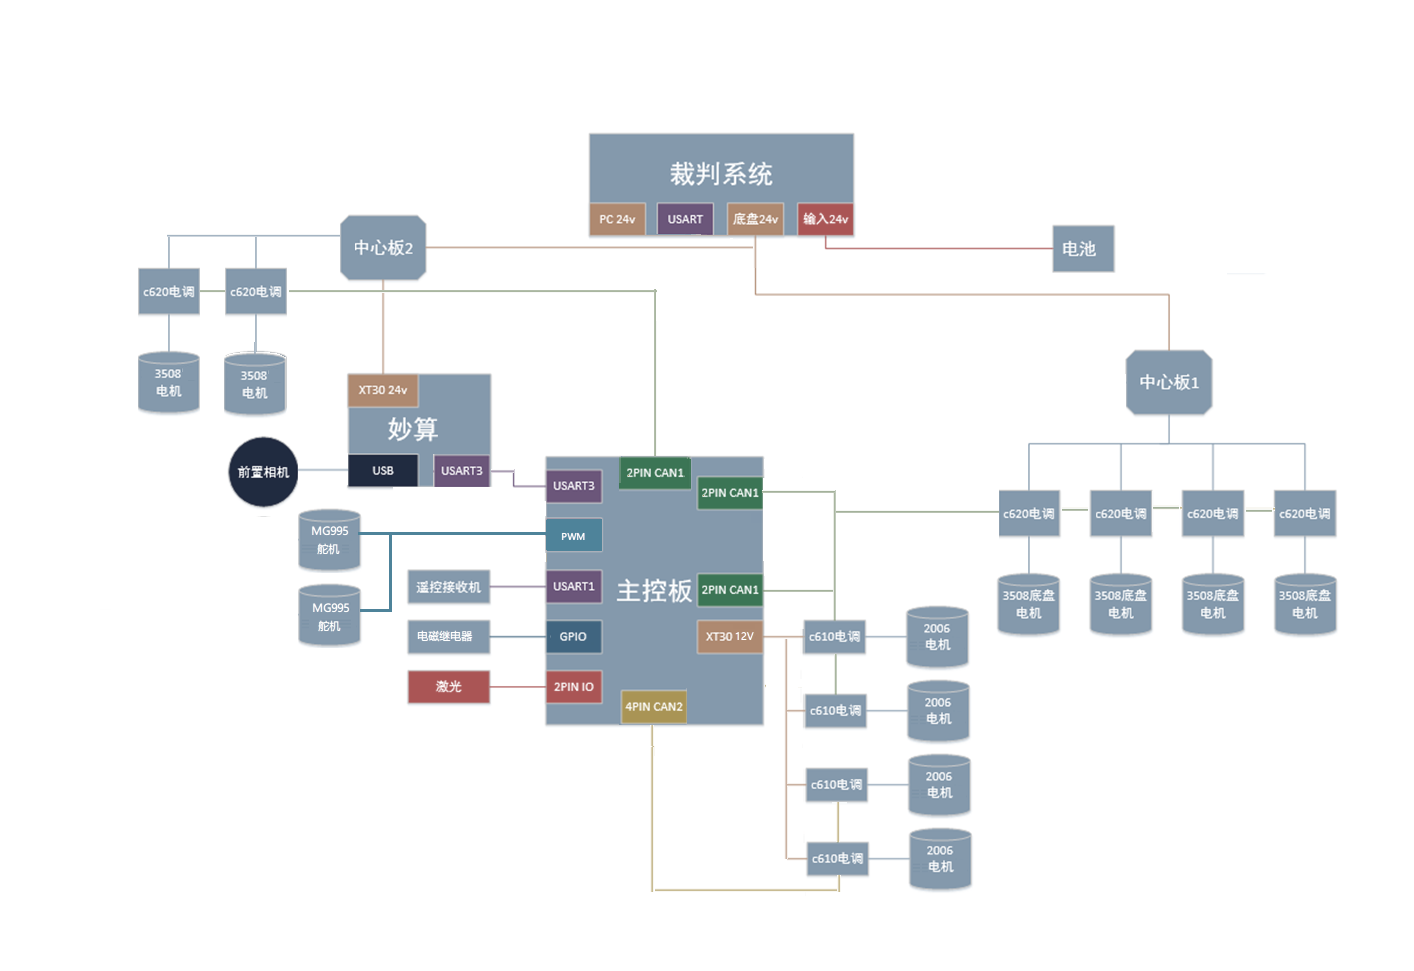 裁判系统
PC 24v
USART
底盘24v
输入24v
中心板2
电池
c620电调
c620电调
3508
电机
3508
电机
XT30 24v
妙算
前置相机
USB
USART3
中心板1
2PIN CAN1
2PIN CAN1
USART3
MG995
舵机
PWM
c620电调
c620电调
c620电调
c620电调
遥控接收机
USART1
主控板
2PIN CAN1
3508底盘
电机
3508底盘
电机
3508底盘
电机
3508底盘
电机
MG995
舵机
电磁继电器
GPIO
XT30 12V
c610电调
2006
电机
激光
2PIN IO
4PIN CAN2
c610电调
2006
电机
c610电调
2006
电机
c610电调
2006
电机